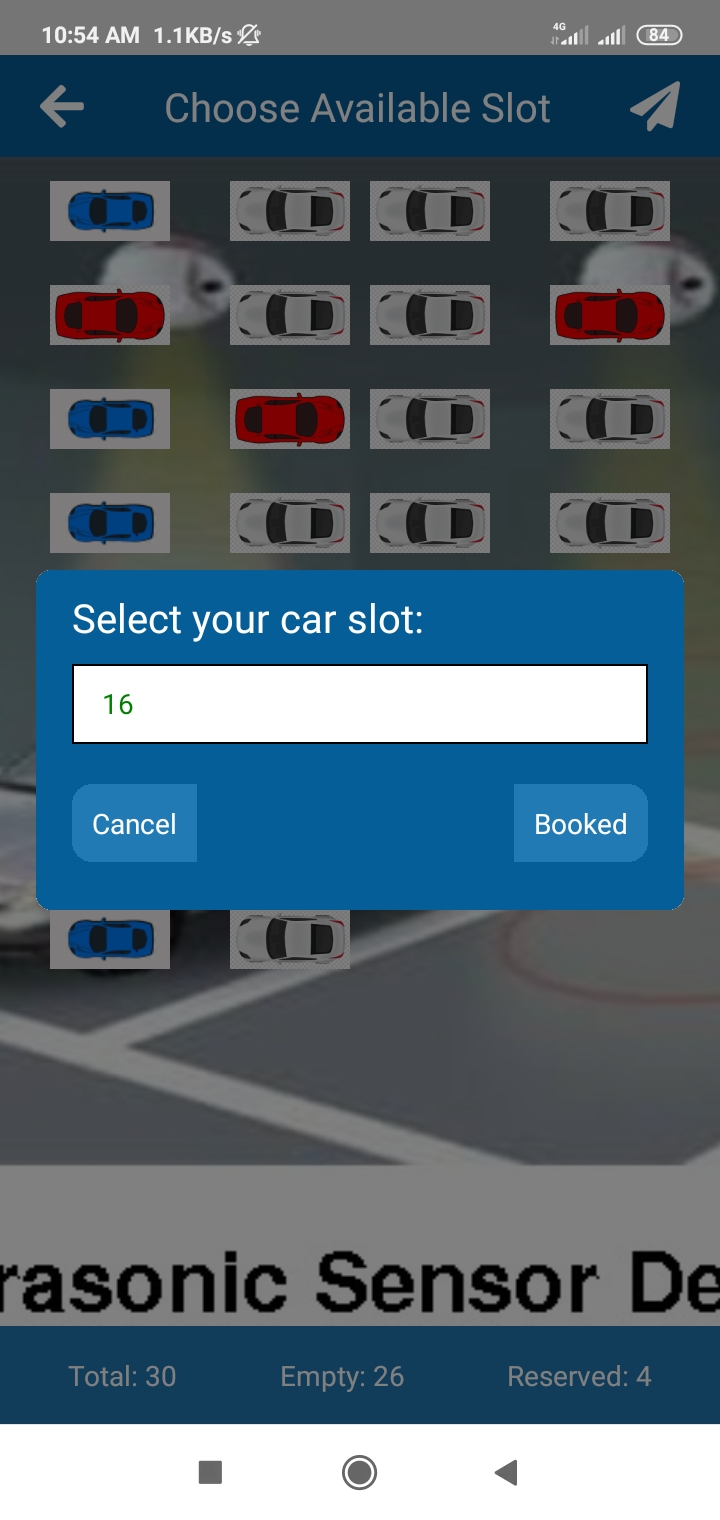 10:54 AM 1.1KB/s 4G 84
Choose Available Slot
Select your car slot:
16
Cancel Booked
rasonic Sensor De
Total: 30 Empty: 26 Reserved: 4